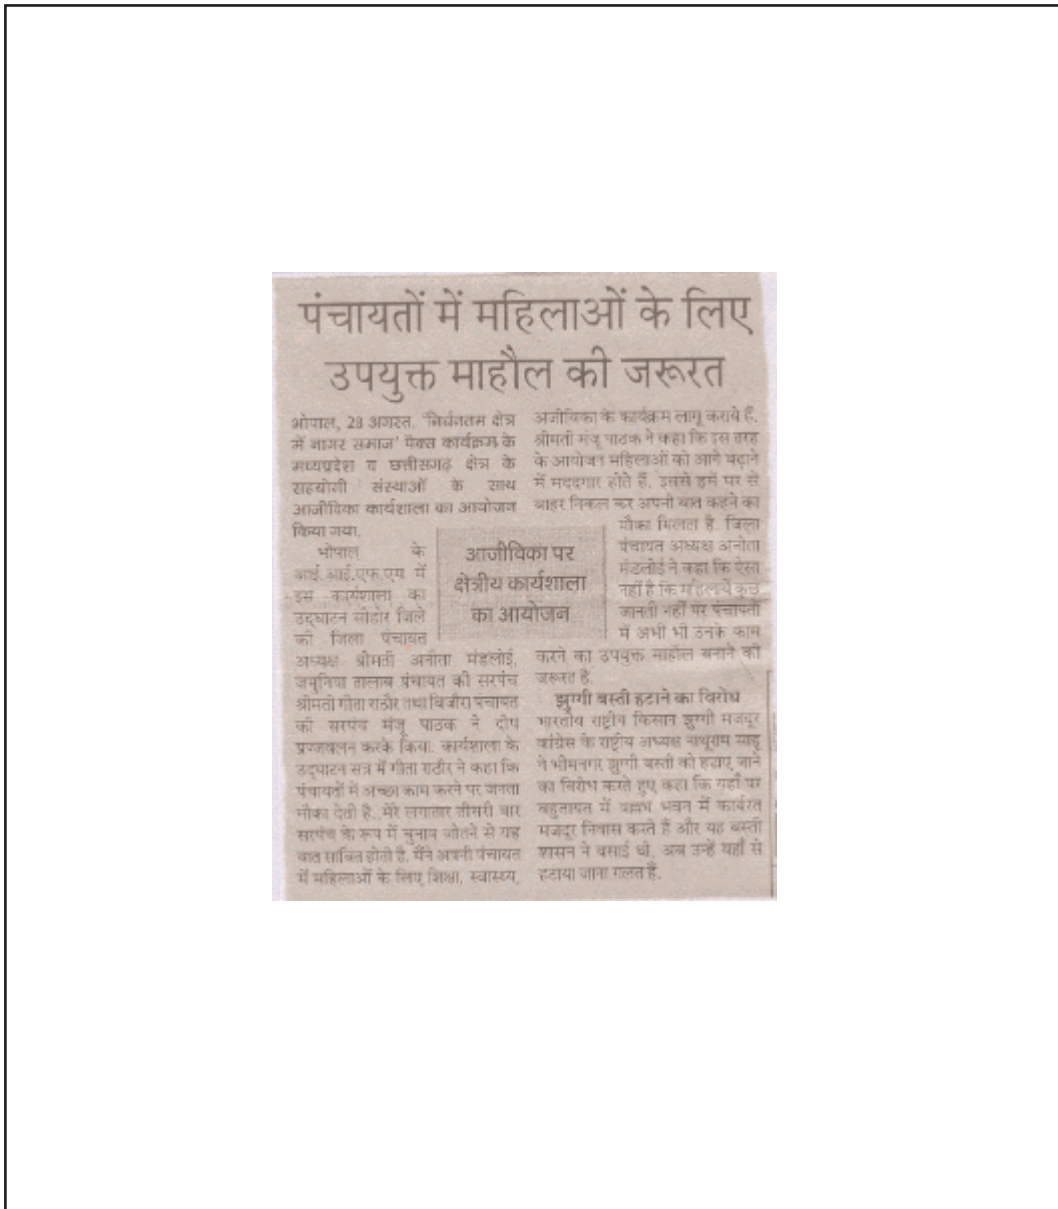 पंचायतों में महिलाओं के लिए
उपयुक्त माहौल की जरूरत
भोपाल, 28 अगस्त. 'निर्धनतम क्षेत्र
में नागर समाज' पैक्स कार्यक्रम के
मध्यप्रदेश व छत्तीसगढ़ क्षेत्र के
सहयोगी संस्थाओं के साथ
आजीविका कार्यशाला का आयोजन
किया गया.
भोपाल के
आई.आई.एफ.एम में
इस कार्यशाला का
उद्घाटन सीहोर जिले
की जिला पंचायत
अध्यक्ष श्रीमती अनीता मंडलोई,
जमुनिया तालाब पंचायत की सरपंच
श्रीमती गीता राठौर तथा बिजौरा पंचायत
की सरपंच मंजू पाठक ने दीप
प्रज्जवलन करके किया. कार्यशाला के
उद्घाटन सत्र में गीता राठौर ने कहा कि
पंचायतों में अच्छा काम करने पर जनता
मौका देती है. मेरे लगातार तीसरी बार
सरपंच के रूप में चुनाव जीतने से यह
बात साबित होती है. मैंने अपनी पंचायत
में महिलाओं के लिए शिक्षा, स्वास्थ्य,
आजीविका पर
क्षेत्रीय कार्यशाला
का आयोजन
अजीविका के कार्यक्रम लागू कराये हैं.
श्रीमती मंजू पाठक ने कहा कि इस तरह
के आयोजन महिलाओं को आगे बढ़ाने
में मददगार होते हैं. इससे हमें घर से
बाहर निकल कर अपनी बात कहने का
मौका मिलता है. जिला
पंचायत अध्यक्ष अनीता
मंडलोई ने कहा कि ऐसा
नहीं है कि महिलायें कुछ
जानती नहीं पर पंचायतों
में अभी भी उनके काम
करने का उपयुक्त माहौल बनाने की
जरूरत है.
झुग्गी बस्ती हटाने का विरोध
भारतीय राष्ट्रीय किसान झुग्गी मजदूर
कांग्रेस के राष्ट्रीय अध्यक्ष नाथूराम साहू
ने भीमनगर झुग्गी बस्ती को हटाए जाने
का विरोध करते हुए कहा कि यहाँ पर
बहुतायत में वल्लभ भवन में कार्यरत
मजदूर निवास करते हैं और यह बस्ती
शासन ने बसाई थी, अब उन्हें यहाँ से
हटाया जाना गलत है.